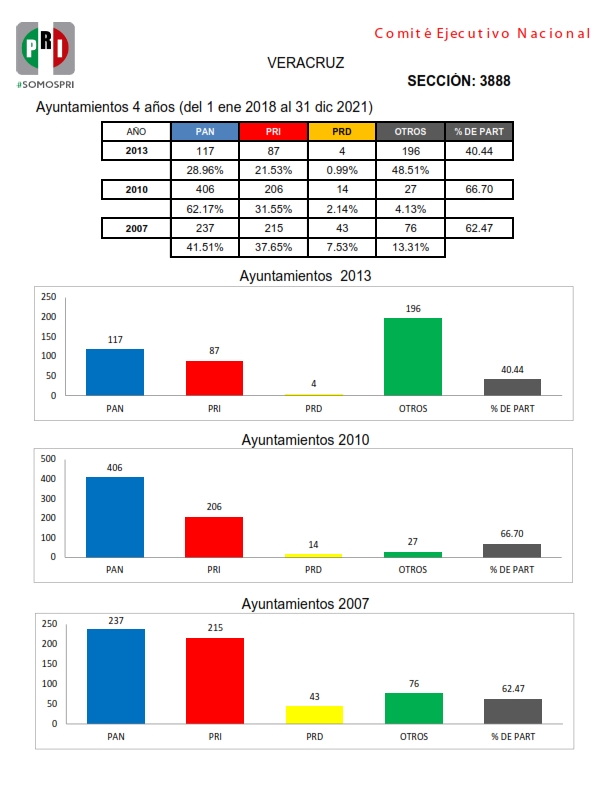 Comité Ejecutivo Nacional
PRI
#SOMOSPRI
VERACRUZ
SECCIÓN: 3888
Ayuntamientos 4 años (del 1 ene 2018 al 31 dic 2021)
AÑO PAN PRI PRD OTROS % DE PART
2013 117 87 4 196 40.44
28.96% 21.53% 0.99% 48.51%
2010 406 206 14 27 66.70
62.17% 31.55% 2.14% 4.13%
2007 237 215 43 76 62.47
41.51% 37.65% 7.53% 13.31%
Ayuntamientos 2013
250
200
150
100
50
0
117 87 4 196 40.44
PAN PRI PRD OTROS % DE PART
Ayuntamientos 2010
500
400
300
200
100
0
406 206 14 27 66.70
PAN PRI PRD OTROS % DE PART
Ayuntamientos 2007
250
200
150
100
50
0
237 215 43 76 62.47
PAN PRI PRD OTROS % DE PART